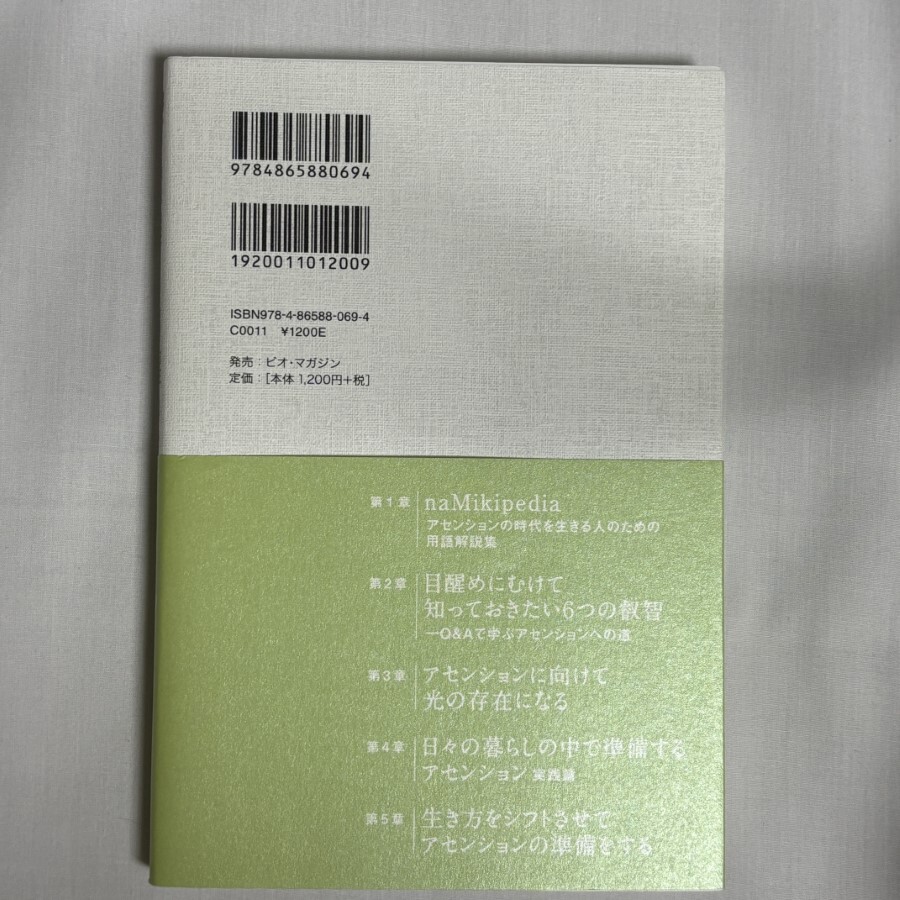 9784865880694
1920011012009
ISBN978-4-86588-069-4
C0011 ¥1200E
発売：ビオ・マガジン
定価：[本体 1,200円+税]
第1章 naMikipedia
アセンションの時代を生きる人のための
用語解説集
第2章 目醒めにむけて
知っておきたい6つの叡智
—Q&Aで学ぶアセンションへの道
第3章 アセンションに向けて
光の存在になる
第4章 日々の暮らしの中で準備する
アセンション 実践篇
第5章 生き方をシフトさせて
アセンションの準備をする